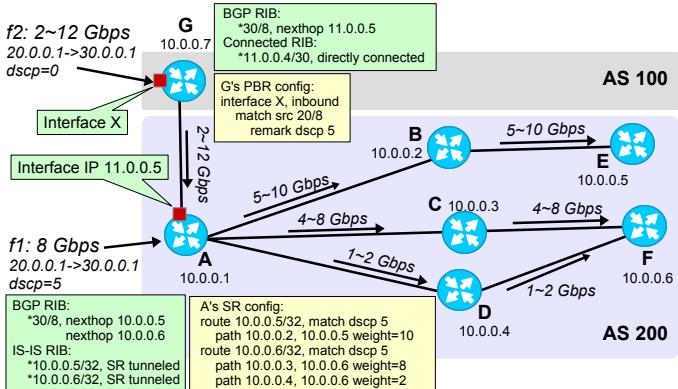 f2: 2~12 Gbps
20.0.0.1->30.0.0.1
dscp=0
G
10.0.0.7
BGP RIB:
*30/8, nexthop 11.0.0.5
Connected RIB:
*11.0.0.4/30, directly connected
AS 100
Interface X
G's PBR config:
interface X, inbound
match src 20/8
remark dscp 5
2~12 Gbps
Interface IP 11.0.0.5
B
10.0.0.2
5~10 Gbps
E
10.0.0.5
5~10 Gbps
C
10.0.0.3
4~8 Gbps
4~8 Gbps
F
10.0.0.6
f1: 8 Gbps
20.0.0.1->30.0.0.1
dscp=5
A
10.0.0.1
1~2 Gbps
D
10.0.0.4
1~2 Gbps
AS 200
BGP RIB:
*30/8, nexthop 10.0.0.5
nexthop 10.0.0.6
IS-IS RIB:
*10.0.0.5/32, SR tunneled
*10.0.0.6/32, SR tunneled
A's SR config:
route 10.0.0.5/32, match dscp 5
path 10.0.0.2, 10.0.0.5 weight=10
route 10.0.0.6/32, match dscp 5
path 10.0.0.3, 10.0.0.6 weight=8
path 10.0.0.4, 10.0.0.6 weight=2